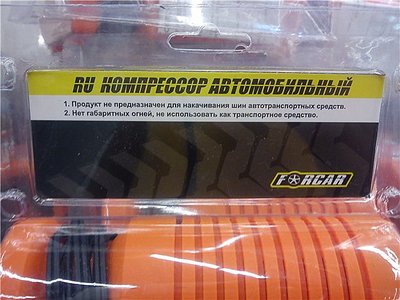 RU КОМПРЕССОР АВТОМОБИЛЬНЫЙ
1. Продукт не предназначен для накачивания шин автотранспортных средств.
2. Нет габаритных огней, не использовать как транспортное средство.
FORCAR